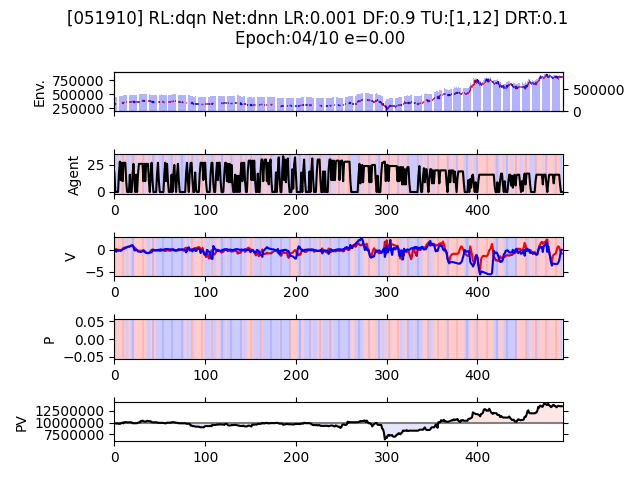 [051910] RL:dqn Net:dnn LR:0.001 DF:0.9 TU:[1,12] DRT:0.1
Epoch:04/10 e=0.00
Env.
750000
500000
250000
500000
0
Agent
25
0
0 100 200 300 400
V
0
−5
0 100 200 300 400
P
0.05
0.00
−0.05
0 100 200 300 400
PV
12500000
10000000
7500000
0 100 200 300 400